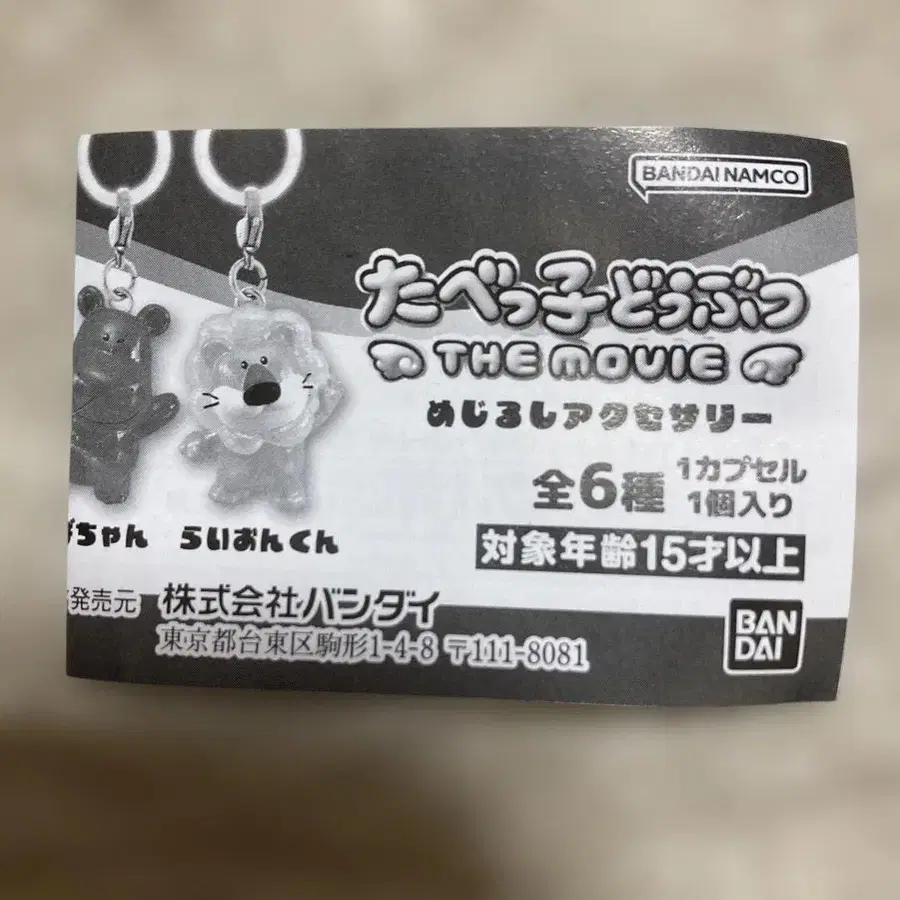 BANDAI NAMCO
たべっ子どうぶつ
THE MOVIE
めじるしアクセサリー
全6種 1カプセル
1個入り
ちゃん らいおんくん
対象年齢15才以上
発売元 株式会社バンダイ
東京都台東区駒形1-4-8 〒111-8081
BAN
DAI